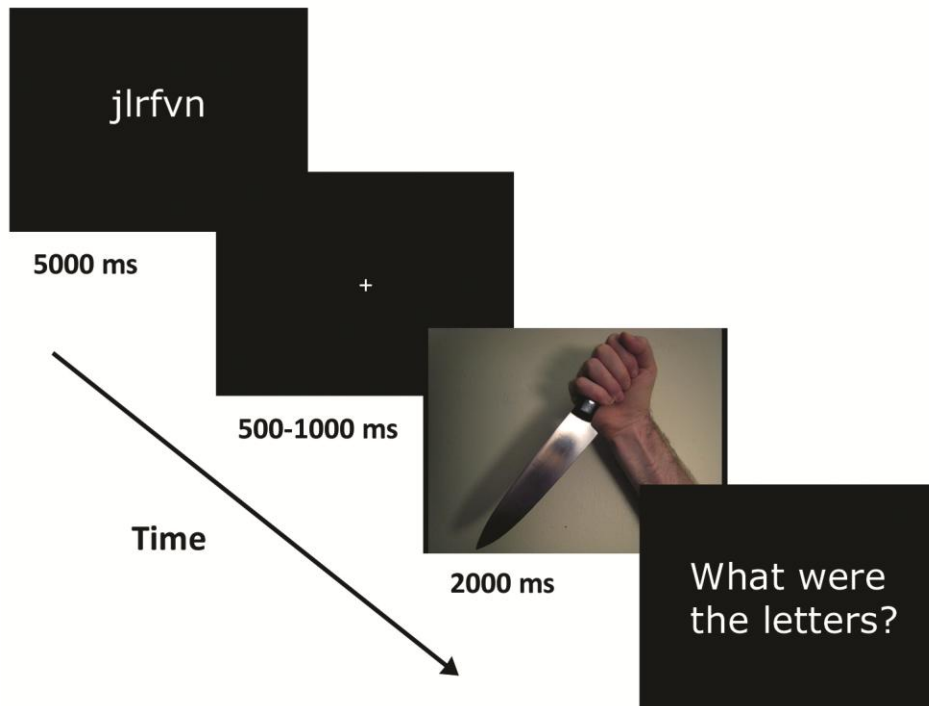 jlrfvn
5000 ms
+
500-1000 ms
Time
2000 ms
What were
the letters?